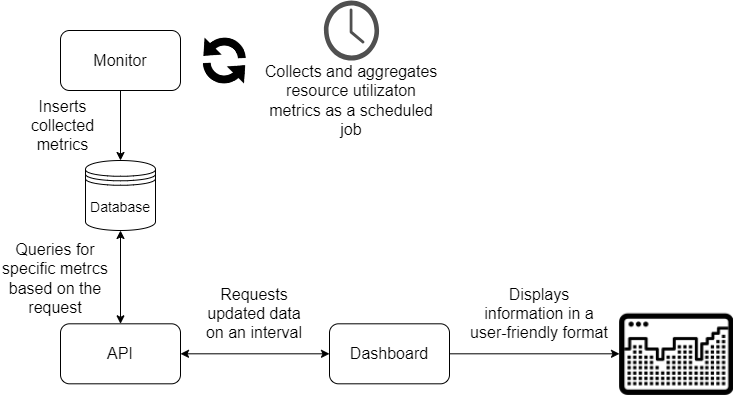 Monitor
Collects and aggregates
resource utilizaton
metrics as a scheduled
job
Inserts
collected
metrics
Database
Queries for
specific metrcs
based on the
request
API
Requests
updated data
on an interval
Dashboard
Displays
information in a
user-friendly format